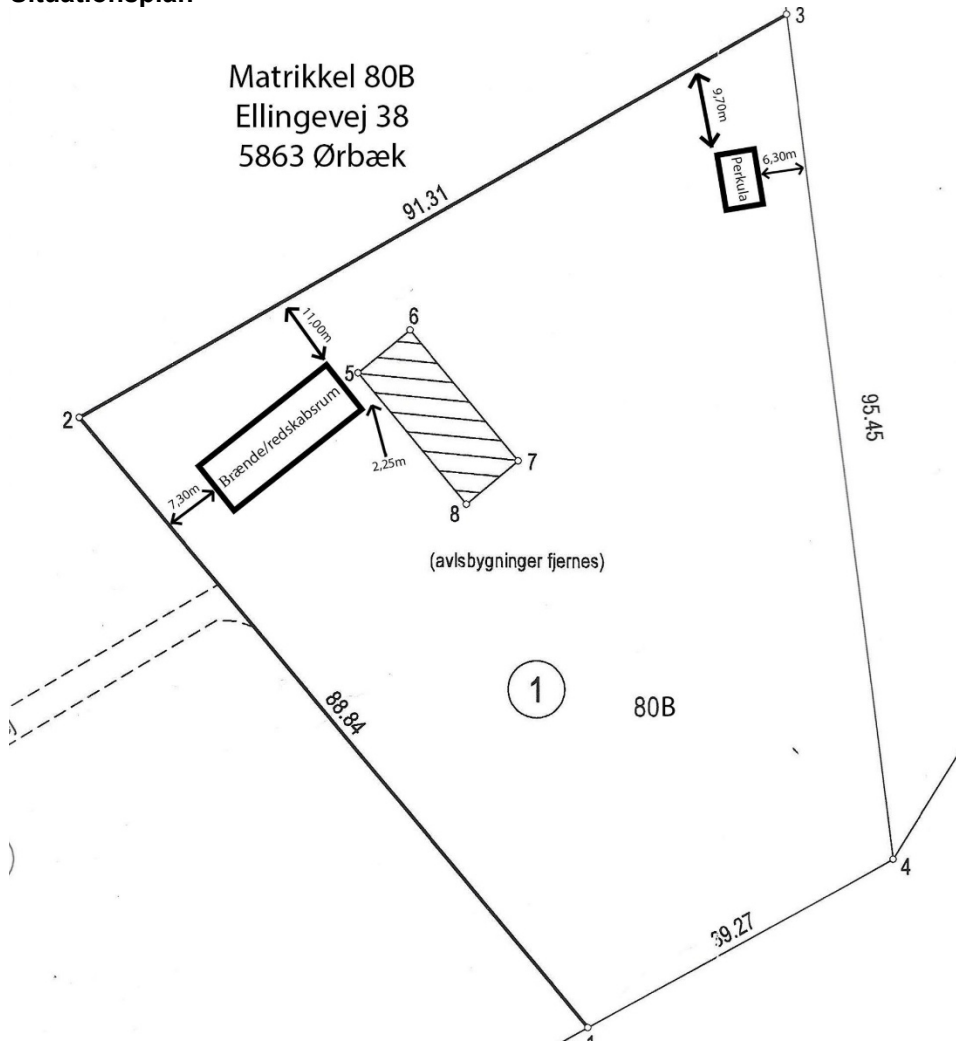 Situationsplan
3
Matrikkel 80B
Ellingevej 38
5863 Ørbæk
9,70m
6,30m
Perkula
91.31
11,00m
6
5
2
95.45
Brænde/redskabsrum
2,25m
7
7,30m
8
(avlsbygninger fjernes)
1
80B
88.84
4
39.27
1